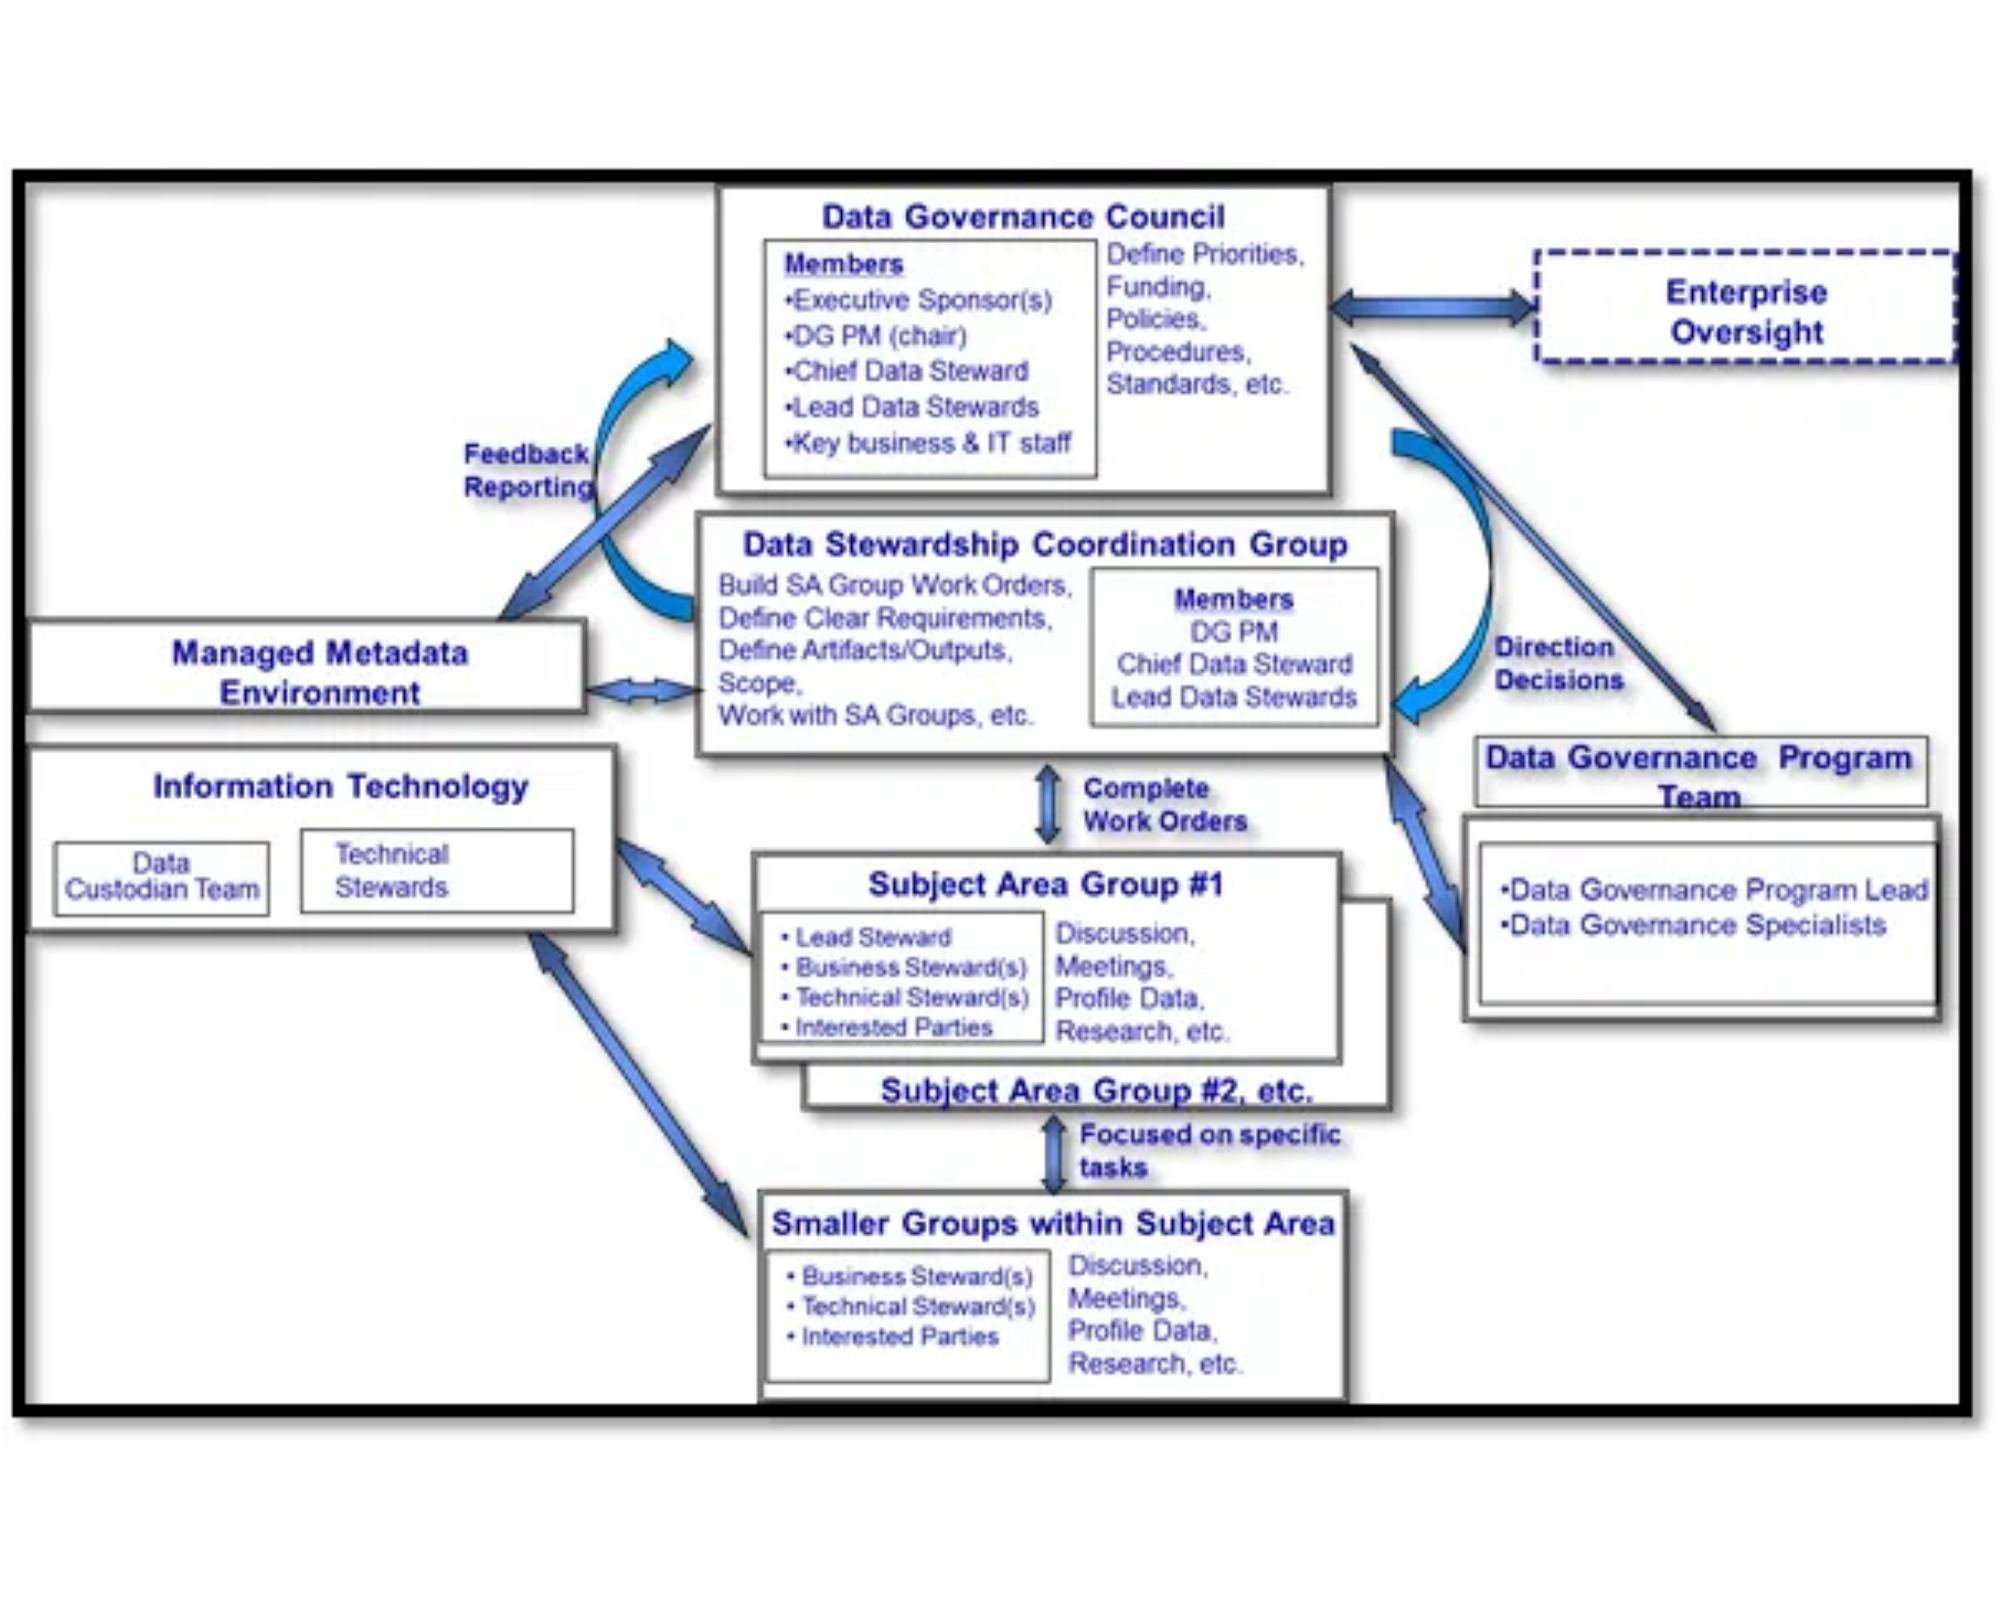 Data Governance Council
Members
•Executive Sponsor(s)
•DG PM (chair)
•Chief Data Steward
•Lead Data Stewards
•Key business & IT staff
Define Priorities,
Funding,
Policies,
Procedures,
Standards, etc.
Enterprise
Oversight
Feedback
Reporting
Data Stewardship Coordination Group
Build SA Group Work Orders,
Define Clear Requirements,
Define Artifacts/Outputs,
Scope,
Work with SA Groups, etc.
Members
DG PM
Chief Data Steward
Lead Data Stewards
Direction
Decisions
Managed Metadata
Environment
Information Technology
Data
Custodian Team
Technical
Stewards
Complete
Work Orders
Data Governance Program
Team
•Data Governance Program Lead
•Data Governance Specialists
Subject Area Group #1
• Lead Steward
• Business Steward(s)
• Technical Steward(s)
• Interested Parties
Discussion,
Meetings,
Profile Data,
Research, etc.
Subject Area Group #2, etc.
Focused on specific
tasks
Smaller Groups within Subject Area
• Business Steward(s)
• Technical Steward(s)
• Interested Parties
Discussion,
Meetings,
Profile Data,
Research, etc.